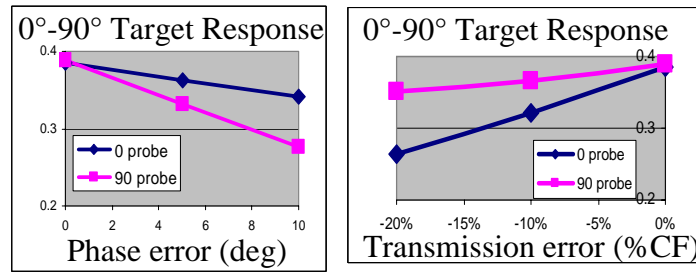 0°-90° Target Response
0.4
0.3
0.2
0 probe
90 probe
0 2 4 6 8 10
Phase error (deg)
0°-90° Target Response
0.4
0.3
0.2
0 probe
90 probe
-20% -15% -10% -5% 0%
Transmission error (%CF)